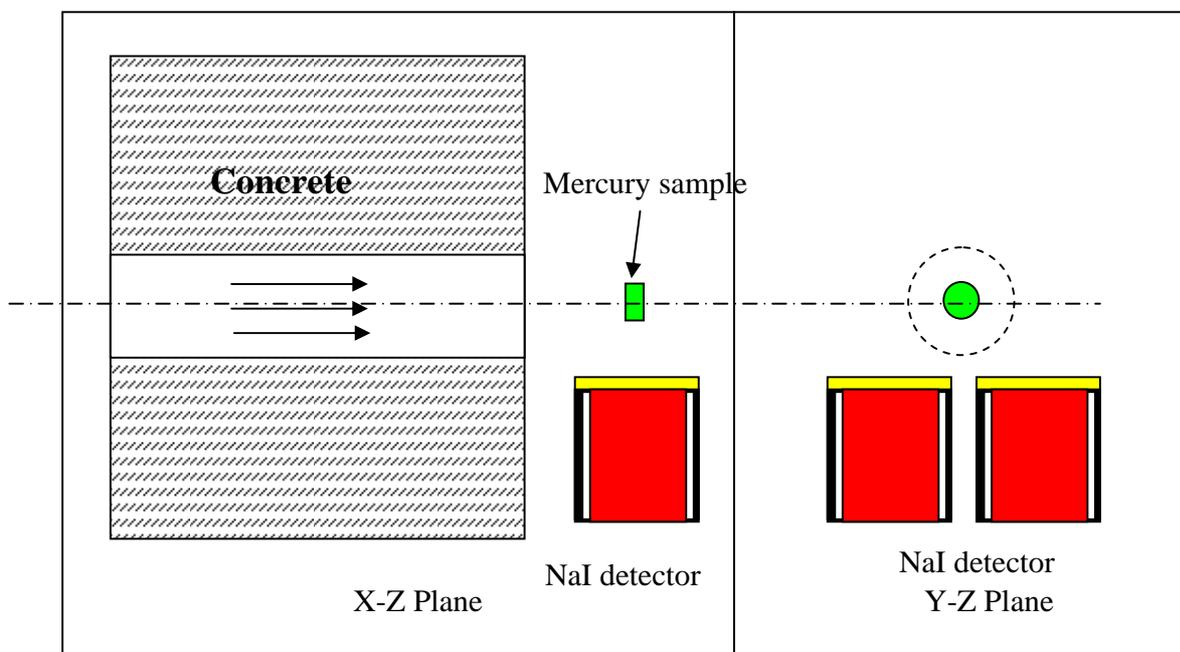 Concrete
Mercury sample
NaI detector
X-Z Plane
NaI detector
Y-Z Plane